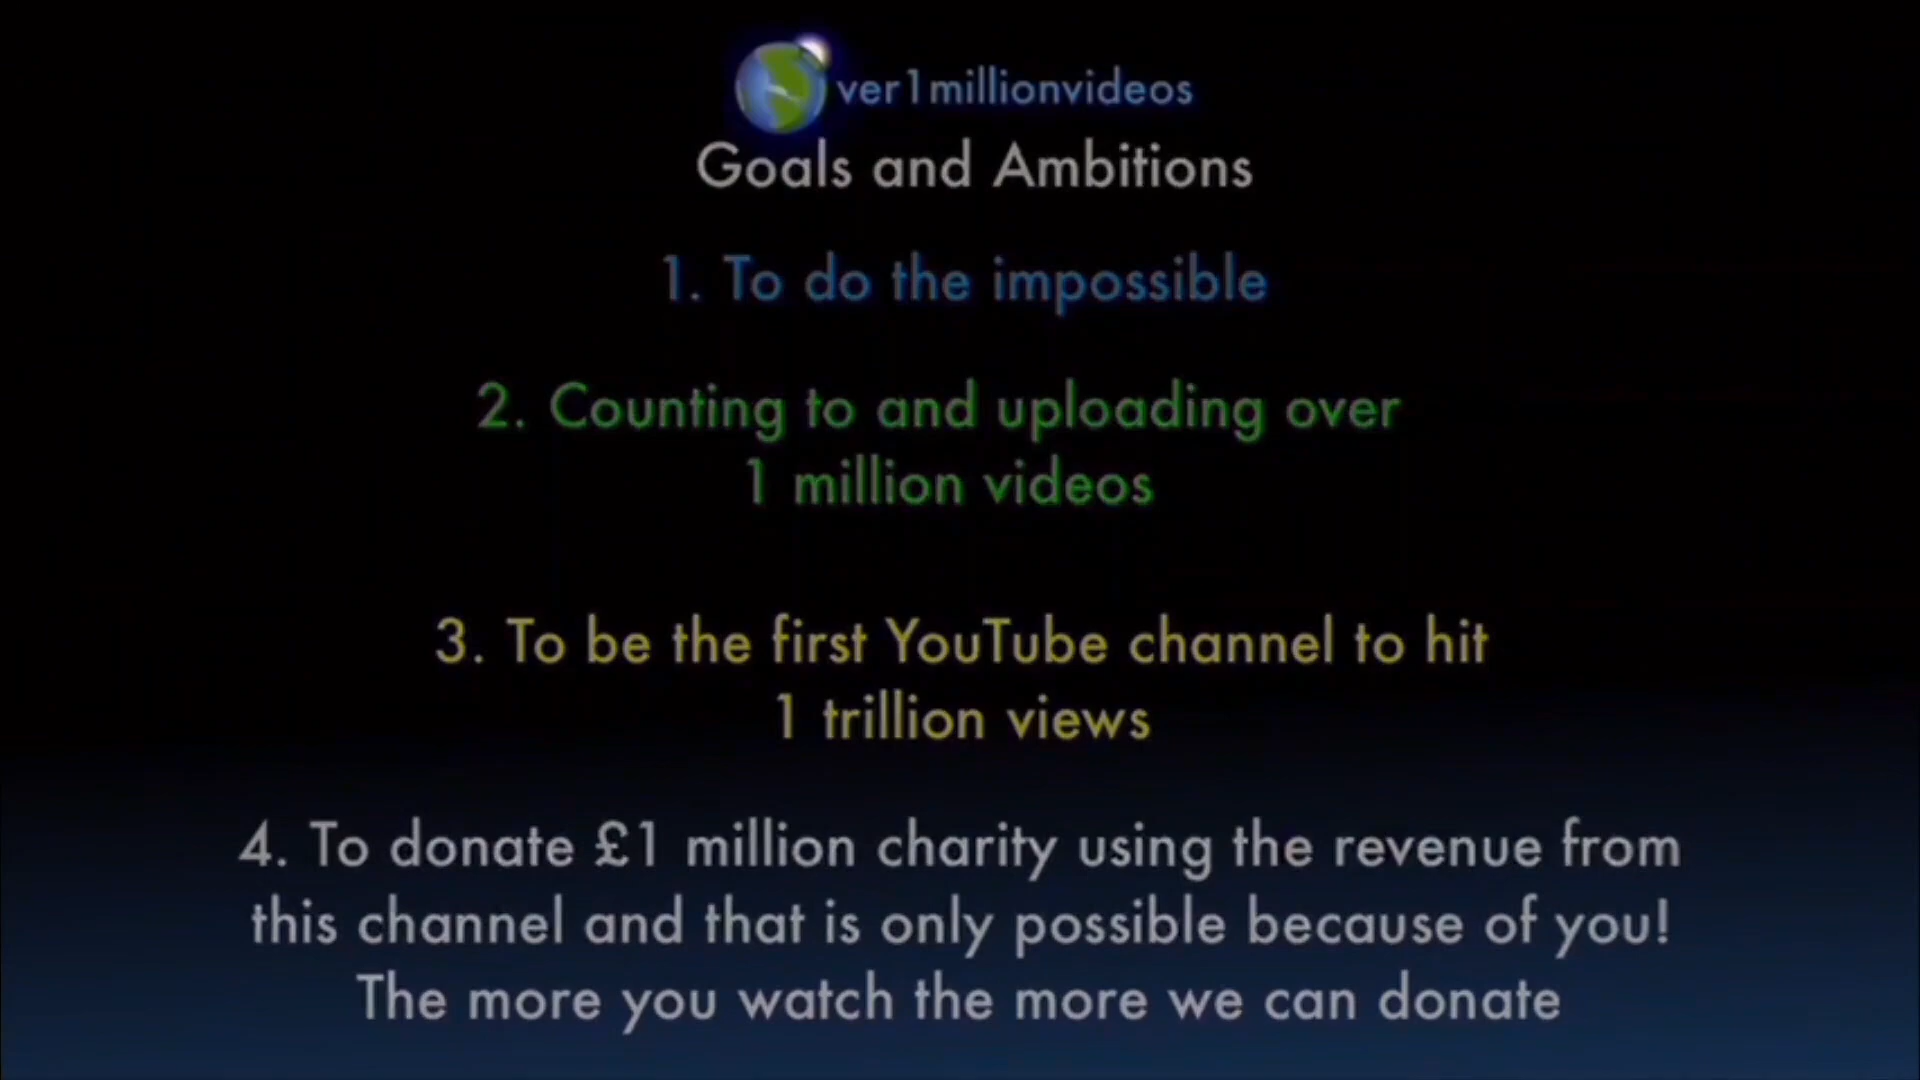 ver1millionvideos
Goals and Ambitions
1. To do the impossible
2. Counting to and uploading over
1 million videos
3. To be the first YouTube channel to hit
1 trillion views
4. To donate £1 million charity using the revenue from
this channel and that is only possible because of you!
The more you watch the more we can donate